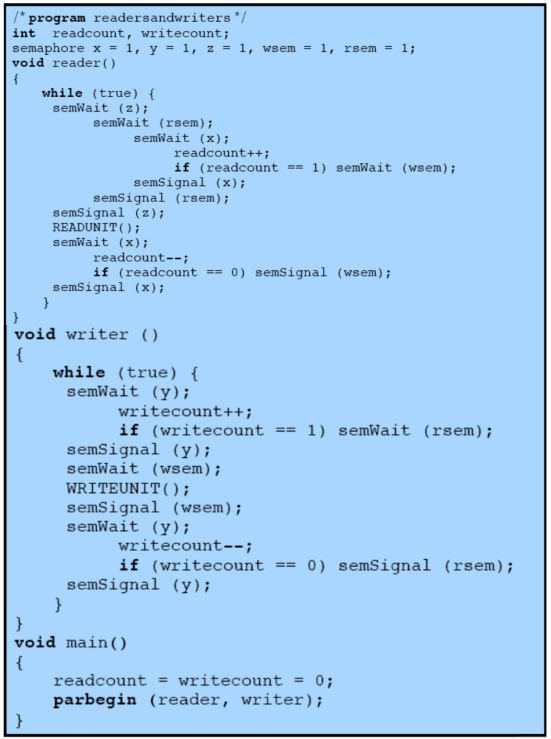 /* program readersandwriters */
int readcount, writecount;
semaphore x = 1, y = 1, z = 1, wsem = 1, rsem = 1;
void reader()
{
while (true) {
semWait (z);
semWait (rsem);
semWait (x);
readcount++;
if (readcount == 1) semWait (wsem);
semSignal (x);
semSignal (rsem);
semSignal (z);
READUNIT();
semWait (x);
readcount--;
if (readcount == 0) semSignal (wsem);
semSignal (x);
}
}
void writer ()
{
while (true) {
semWait (y);
writecount++;
if (writecount == 1) semWait (rsem);
semSignal (y);
semWait (wsem);
WRITEUNIT();
semSignal (wsem);
semWait (y);
writecount--;
if (writecount == 0) semSignal (rsem);
semSignal (y);
}
}
void main()
{
readcount = writecount = 0;
parbegin (reader, writer);
}